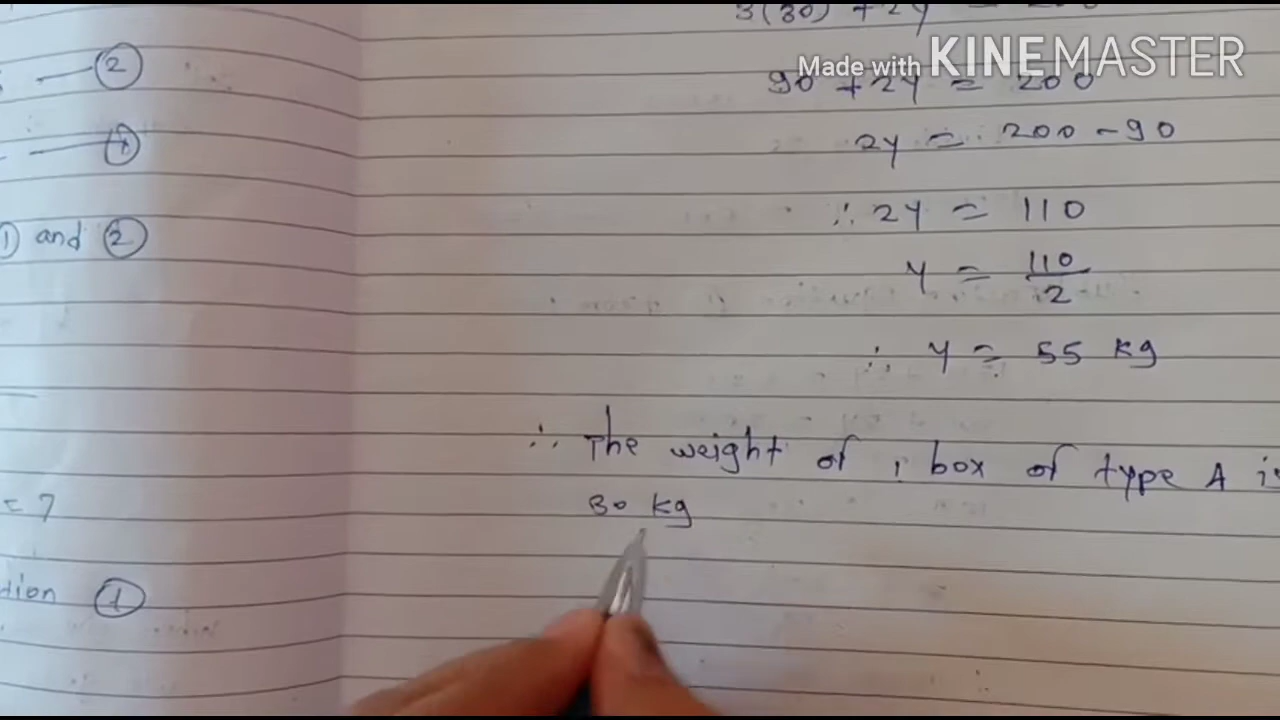 ② 
①
① and ②
= 7
tion ①
3(30) + 2y = 200
Made with KINEMASTER
90 + 2y = 200
2y = 200 - 90
∴ 2y = 110
y = 110/2
∴ y = 55 kg
∴ The weight of 1 box of type A is
30 kg